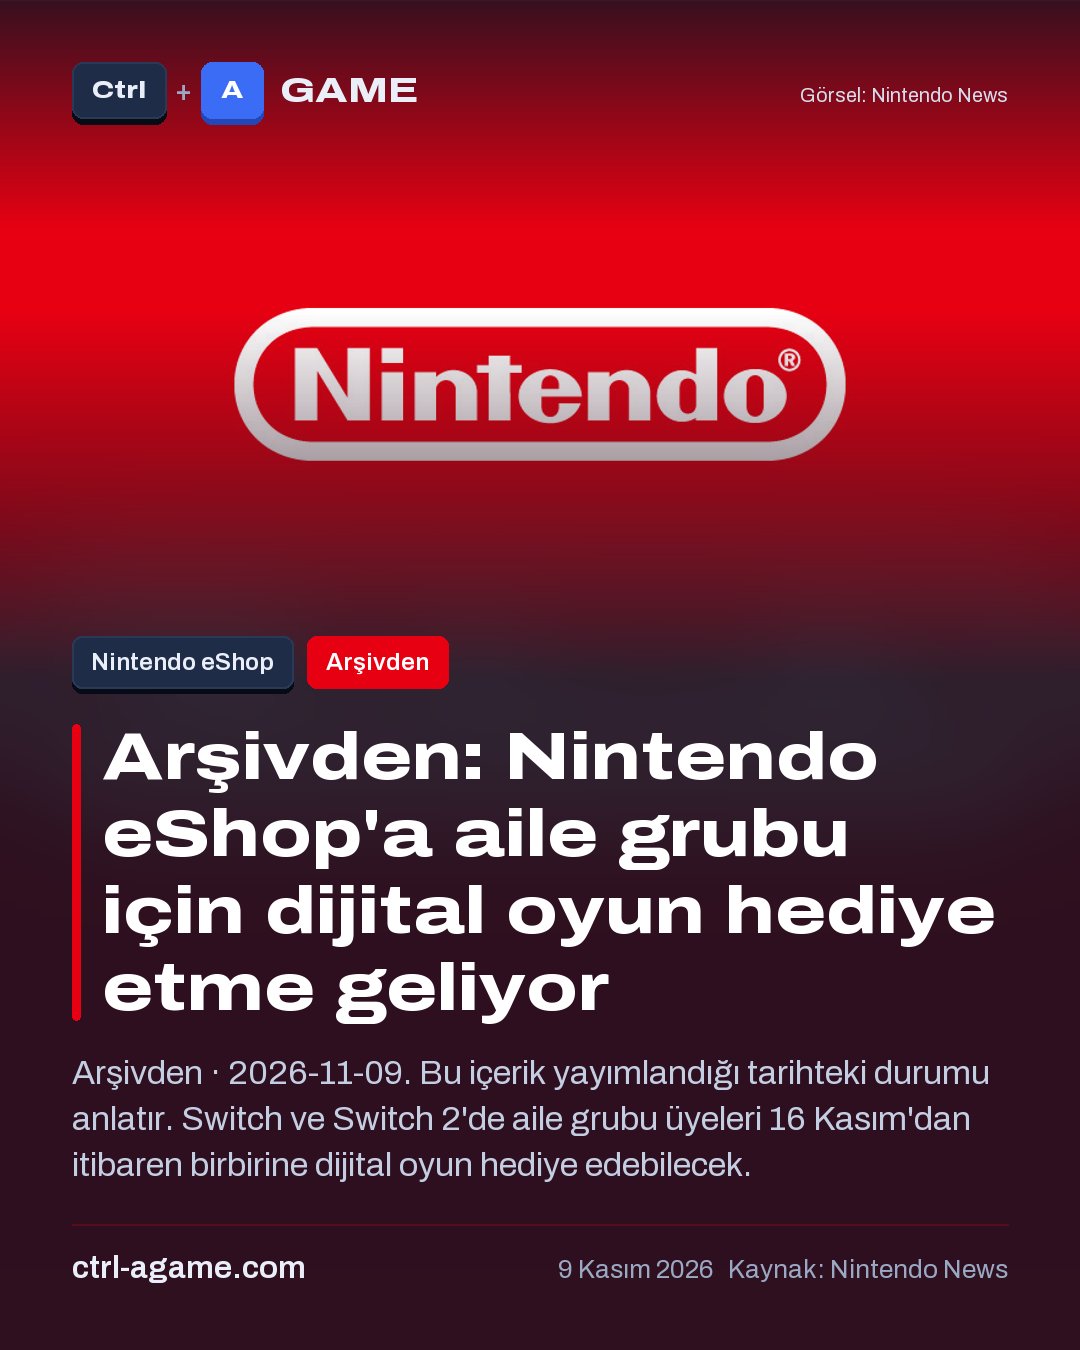 Ctrl + A GAME
Görsel: Nintendo News
Nintendo®
Nintendo eShop
Arşivden
Arşivden: Nintendo
eShop'a aile grubu
için dijital oyun hediye
etme geliyor
Arşivden · 2026-11-09. Bu içerik yayımlandığı tarihteki durumu
anlatır. Switch ve Switch 2'de aile grubu üyeleri 16 Kasım'dan
itibaren birbirine dijital oyun hediye edebilecek.
ctrl-agame.com
9 Kasım 2026 Kaynak: Nintendo News